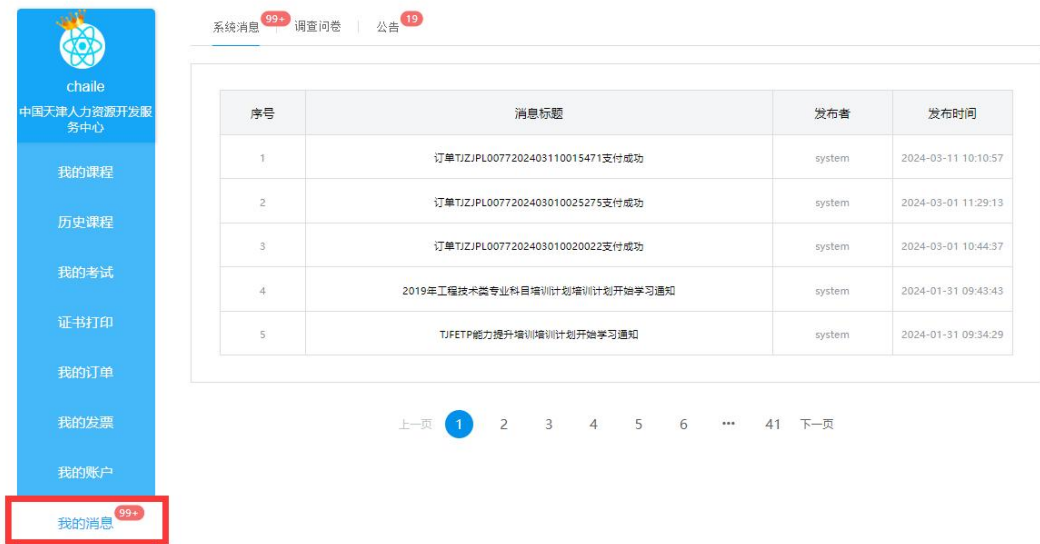 chaile
中国天津人力资源开发服
务中心
我的课程
历史课程
我的考试
证书打印
我的订单
我的发票
我的账户
我的消息 99+
系统消息 99+ 调查问卷 公告 19
序号 消息标题 发布者 发布时间
1 订单TJZJPL0077202403110015471支付成功 system 2024-03-11 10:10:57
2 订单TJZJPL0077202403010025275支付成功 system 2024-03-01 11:29:13
3 订单TJZJPL0077202403010020022支付成功 system 2024-03-01 10:44:37
4 2019年工程技术类专业科目培训计划培训计划开始学习通知 system 2024-01-31 09:43:43
5 TJFETP能力提升培训培训计划开始学习通知 system 2024-01-31 09:34:29
上一页 1 2 3 4 5 6 ••• 41 下一页